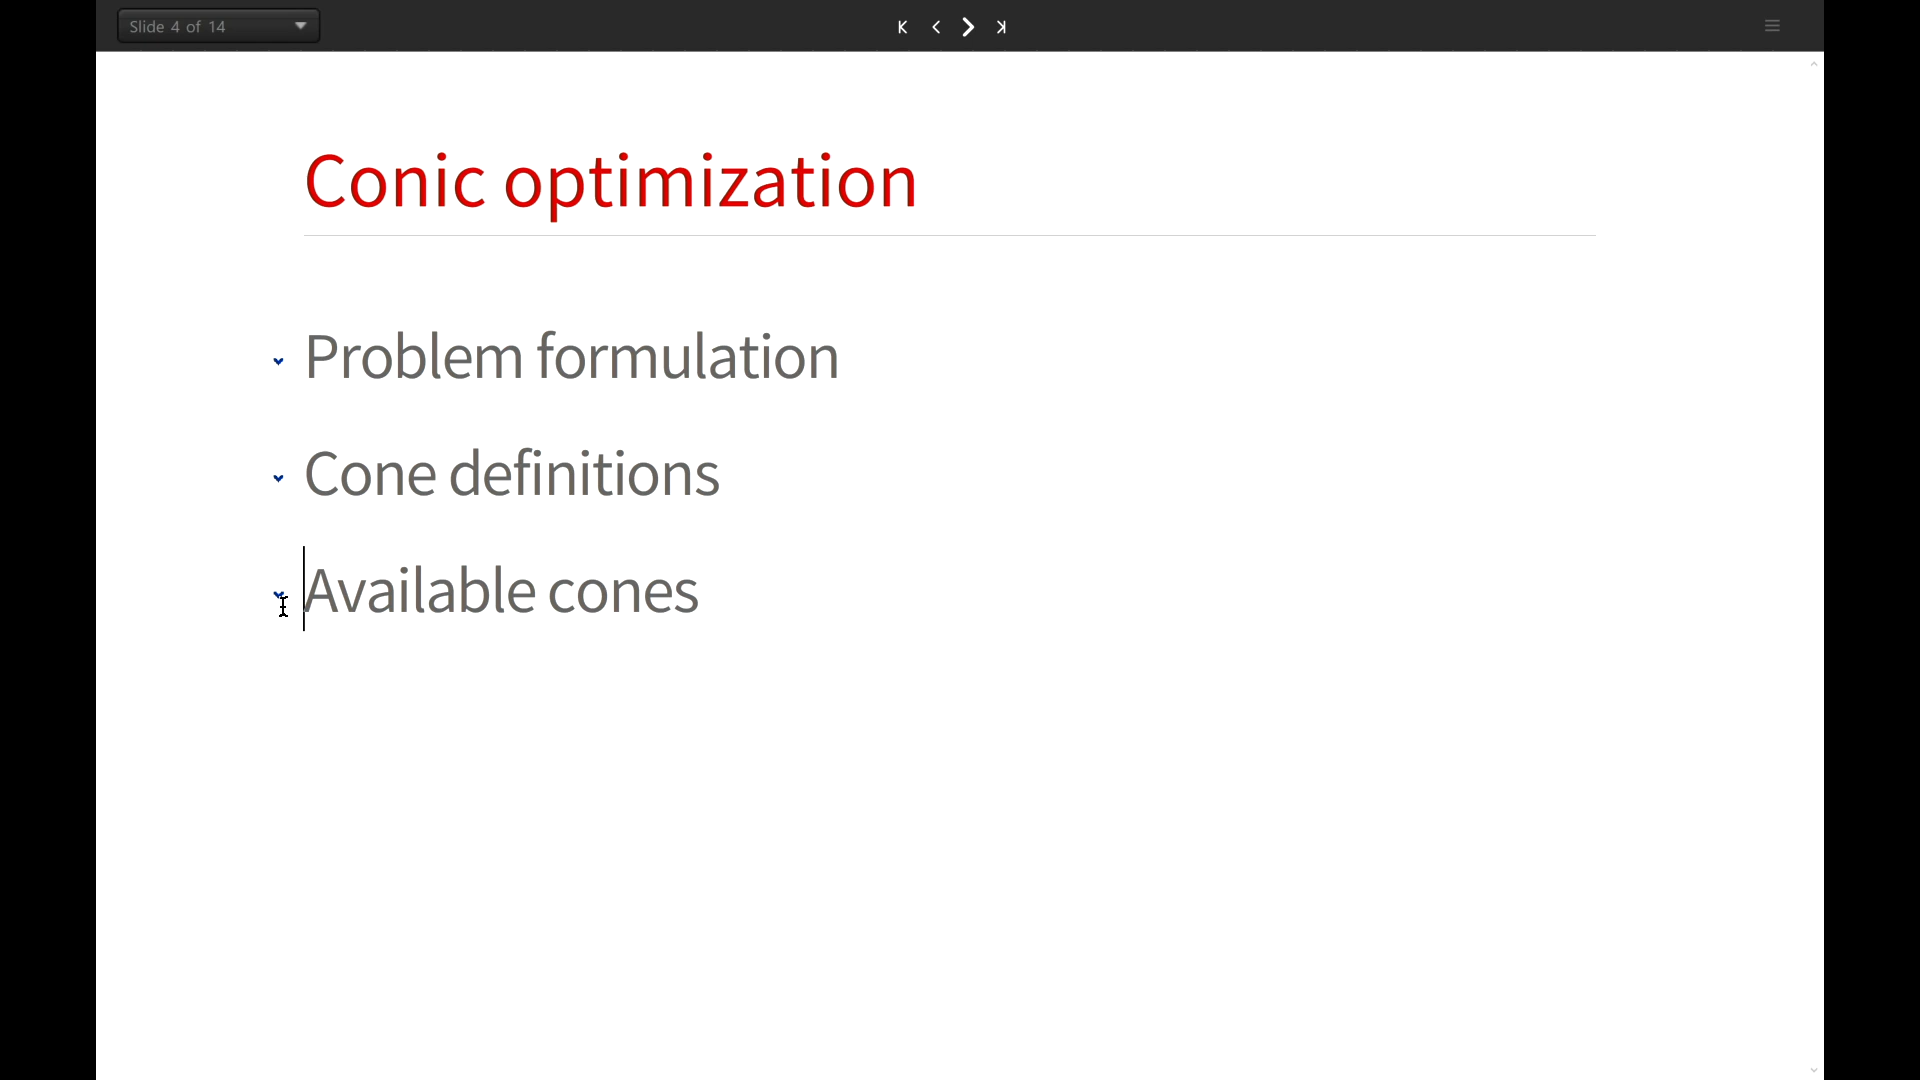 Slide 4 of 14
Conic optimization
Problem formulation
Cone definitions
Available cones